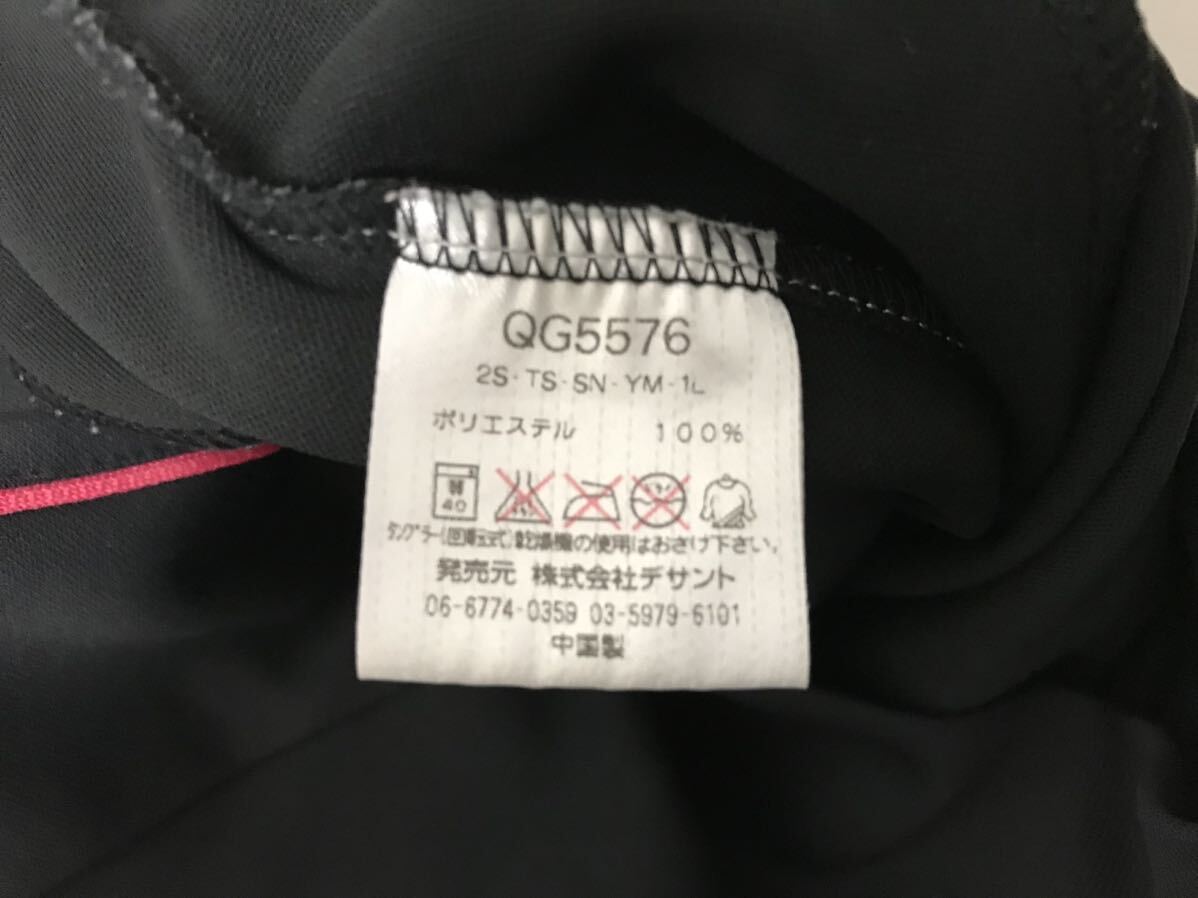 QG5576
2S-TS-SN-YM-1L
ポリエステル 100%
弱 40
タンブラー(回転式)乾燥機の使用はおさけ下さい。
発売元 株式会社デサント
06-6774-0359 03-5979-6101
中国製